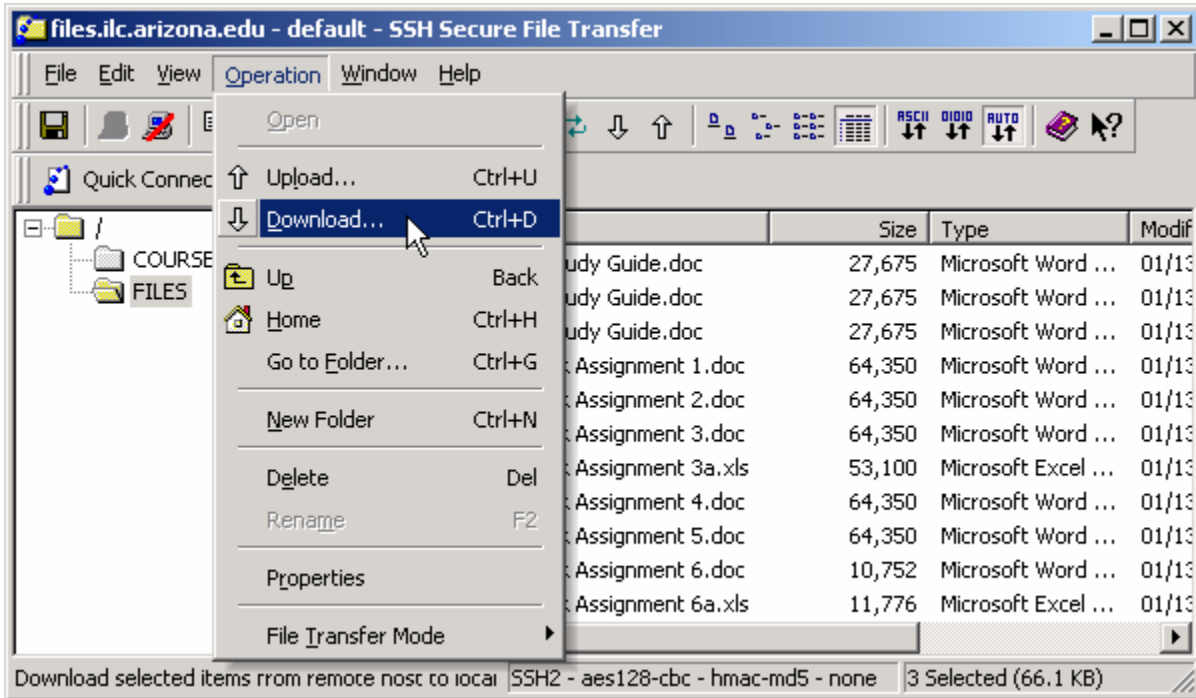 files.ilc.arizona.edu - default - SSH Secure File Transfer
File Edit View Operation Window Help
ASCII 01010 AUTO
Quick Connec
Open
Upload... Ctrl+U
Download... Ctrl+D
Up Back
Home Ctrl+H
Go to Folder... Ctrl+G
New Folder Ctrl+N
Delete Del
Rename F2
Properties
File Transfer Mode
/
COURSE
FILES
Size Type Modif
udy Guide.doc 27,675 Microsoft Word ... 01/13
udy Guide.doc 27,675 Microsoft Word ... 01/13
udy Guide.doc 27,675 Microsoft Word ... 01/13
Assignment 1.doc 64,350 Microsoft Word ... 01/13
Assignment 2.doc 64,350 Microsoft Word ... 01/13
Assignment 3.doc 64,350 Microsoft Word ... 01/13
Assignment 3a.xls 53,100 Microsoft Excel ... 01/13
Assignment 4.doc 64,350 Microsoft Word ... 01/13
Assignment 5.doc 64,350 Microsoft Word ... 01/13
Assignment 6.doc 10,752 Microsoft Word ... 01/13
Assignment 6a.xls 11,776 Microsoft Excel ... 01/13
Download selected items from remote host to local SSH2 - aes128-cbc - hmac-md5 - none 3 Selected (66.1 KB)